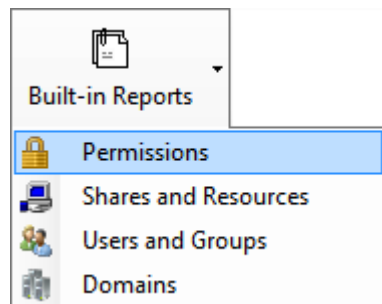 Built-in Reports
Permissions
Shares and Resources
Users and Groups
Domains